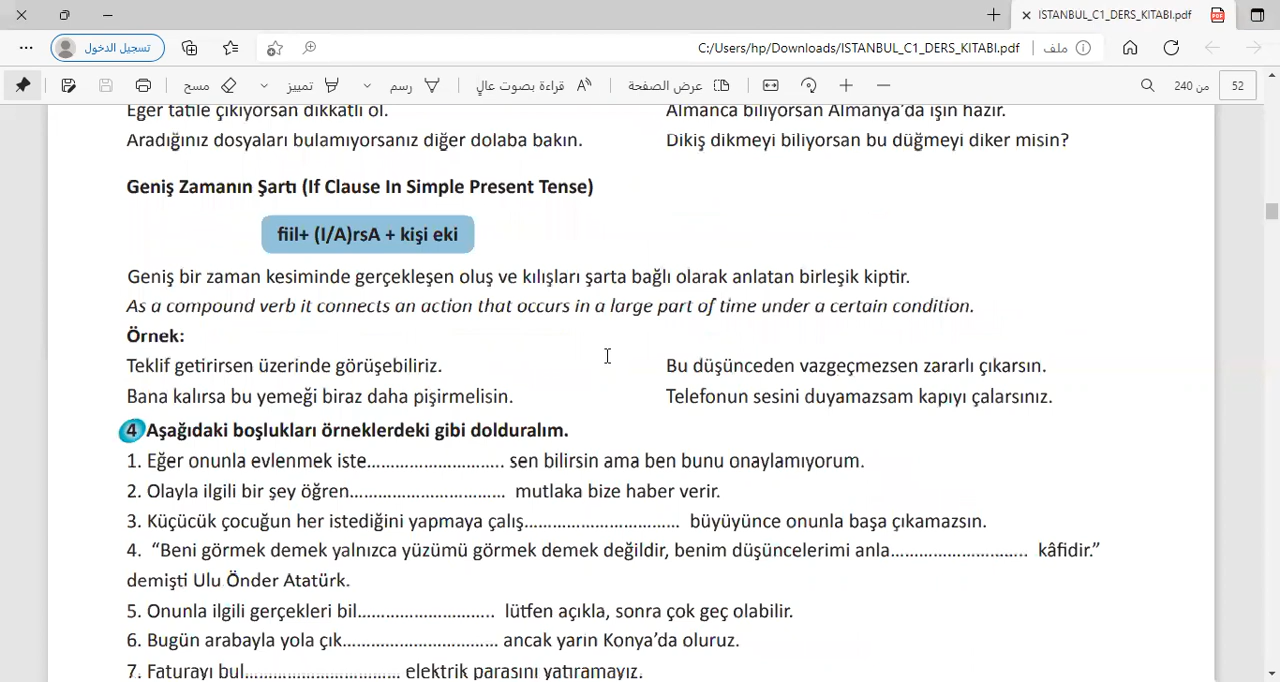 ISTANBUL_C1_DERS_KITABI.pdf
تسجيل الدخول
C:/Users/hp/Downloads/ISTANBUL_C1_DERS_KITABI.pdf
ملف
مسح
تمييز
رسم
قراءة بصوت عالٍ
عرض الصفحة
من 240
52
Eğer tatile çıkıyorsan dikkatli ol.
Almanca biliyorsan Almanya’da işin hazır.
Aradığınız dosyaları bulamıyorsanız diğer dolaba bakın.
Dikiş dikmeyi biliyorsan bu düğmeyi diker misin?
Geniş Zamanın Şartı (If Clause In Simple Present Tense)
fiil+ (I/A)rsA + kişi eki
Geniş bir zaman kesiminde gerçekleşen oluş ve kılışları şarta bağlı olarak anlatan birleşik kiptir.
As a compound verb it connects an action that occurs in a large part of time under a certain condition.
Örnek:
Teklif getirirsen üzerinde görüşebiliriz.
Bu düşünceden vazgeçmezsen zararlı çıkarsın.
Bana kalırsa bu yemeği biraz daha pişirmelisin.
Telefonun sesini duyamazsam kapıyı çalarsınız.
4 Aşağıdaki boşlukları örneklerdeki gibi dolduralım.
1. Eğer onunla evlenmek iste……………………….. sen bilirsin ama ben bunu onaylamıyorum.
2. Olayla ilgili bir şey öğren………………………… mutlaka bize haber verir.
3. Küçücük çocuğun her istediğini yapmaya çalış………………………… büyüyünce onunla başa çıkamazsın.
4. “Beni görmek demek yalnızca yüzümü görmek demek değildir, benim düşüncelerimi anla…………………….. kâfidir.”
demişti Ulu Önder Atatürk.
5. Onunla ilgili gerçekleri bil…………………….. lütfen açıkla, sonra çok geç olabilir.
6. Bugün arabayla yola çık………………………… ancak yarın Konya’da oluruz.
7. Faturayı bul………………………… elektrik parasını yatıramayız.